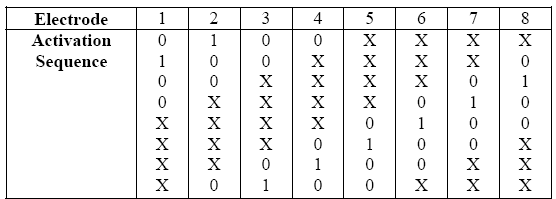 Electrode 1 2 3 4 5 6 7 8
Activation 0 1 0 0 X X X X
Sequence 1 0 0 X X X X 0
0 0 X X X X 0 1
0 X X X X 0 1 0
X X X X 0 1 0 0
X X X 0 1 0 0 X
X X 0 1 0 0 X X
X 0 1 0 0 X X X